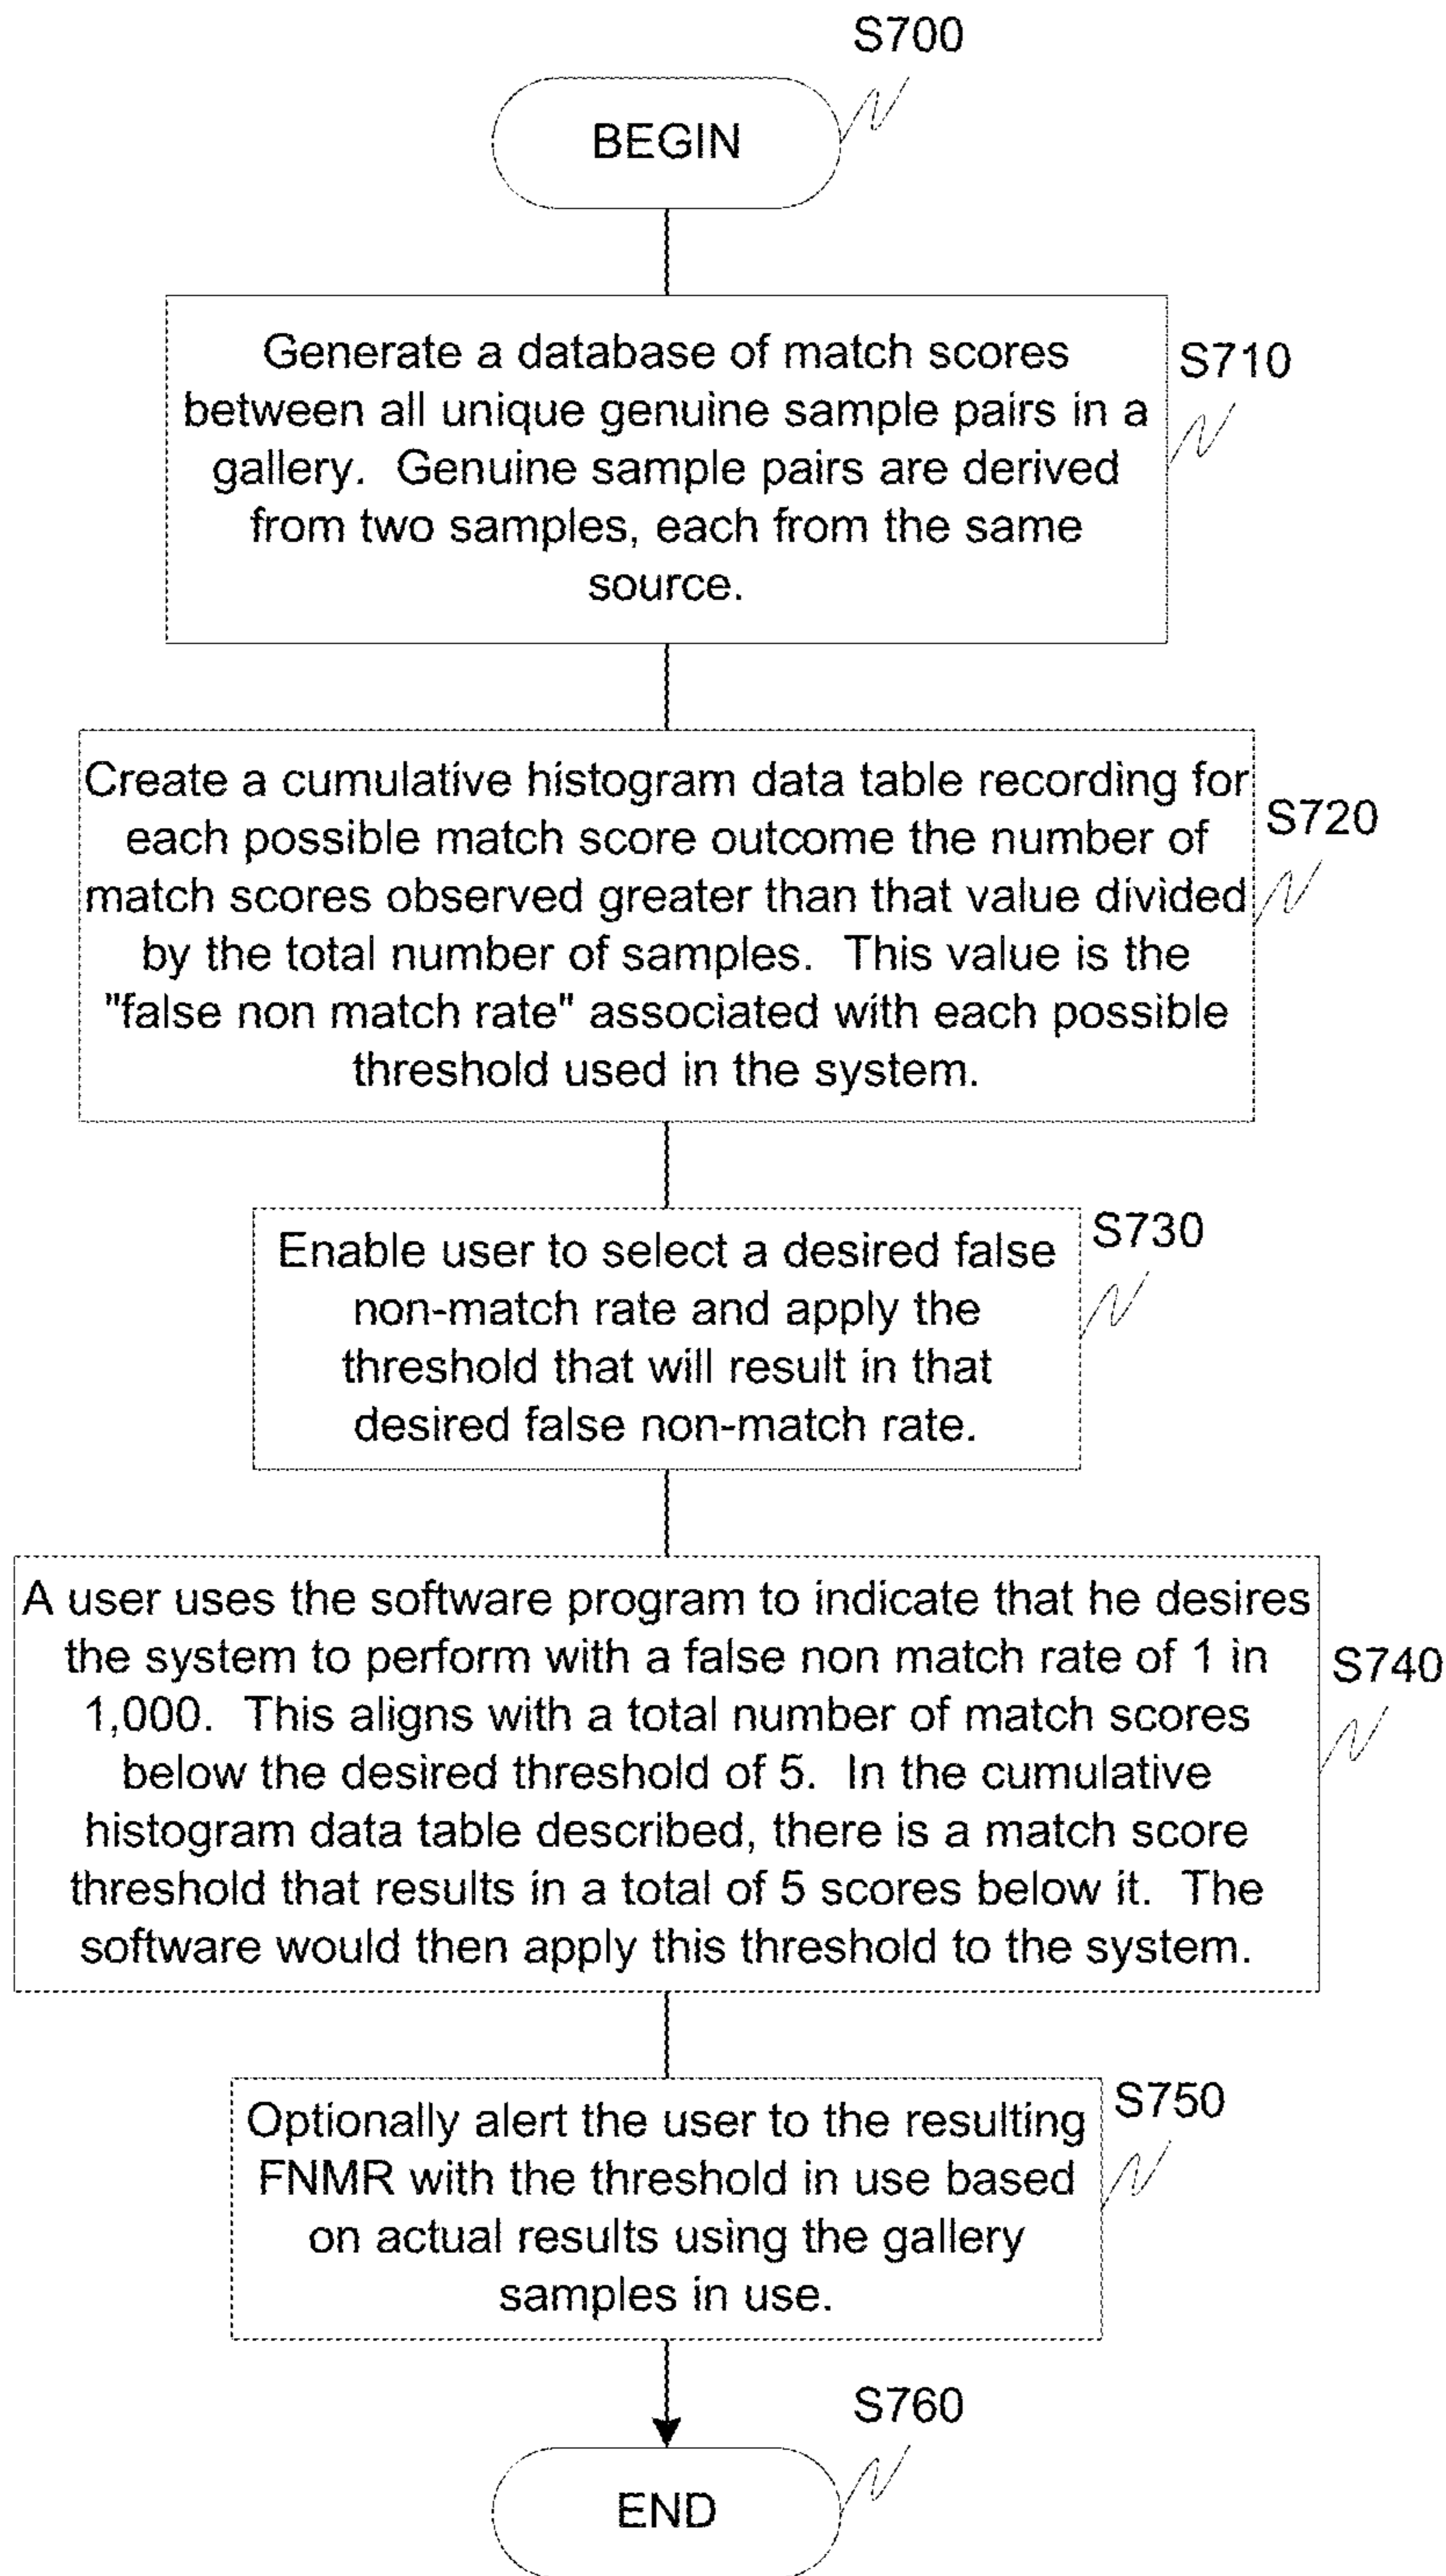 S700
BEGIN
Generate a database of match scores
between all unique genuine sample pairs in a
gallery.  Genuine sample pairs are derived
from two samples, each from the same
source.
S710
Create a cumulative histogram data table recording for
each possible match score outcome the number of
match scores observed greater than that value divided
by the total number of samples.  This value is the
"false non match rate" associated with each possible
threshold used in the system.
S720
Enable user to select a desired false
non-match rate and apply the
threshold that will result in that
desired false non-match rate.
S730
A user uses the software program to indicate that he desires
the system to perform with a false non match rate of 1 in
1,000.  This aligns with a total number of match scores
below the desired threshold of 5.  In the cumulative
histogram data table described, there is a match score
threshold that results in a total of 5 scores below it.  The
software would then apply this threshold to the system.
S740
Optionally alert the user to the resulting
FNMR with the threshold in use based
on actual results using the gallery
samples in use.
S750
S760
END